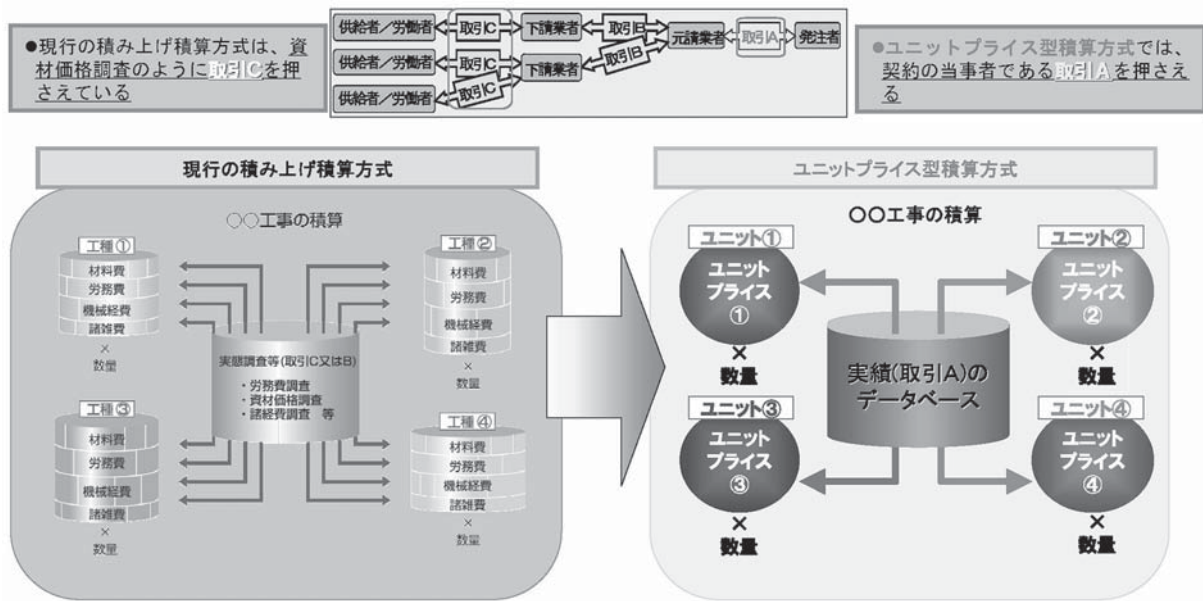 ●現行の積み上げ積算方式は、資
材価格調査のように取引Cを押
さえている
供給者／労働者 取引C 下請業者 取引B 元請業者 取引A 発注者
供給者／労働者 取引C 下請業者 取引B
供給者／労働者 取引C
●ユニットプライス型積算方式では、
契約の当事者である取引Aを押さえ
る
現行の積み上げ積算方式
〇〇工事の積算
工種①
材料費
労務費
機械経費
諸雑費
×
数量
工種②
材料費
労務費
機械経費
諸雑費
×
数量
実態調査等(取引C又はB)
・労務費調査
・資材価格調査
・諸経費調査 等
工種③
材料費
労務費
機械経費
諸雑費
×
数量
工種④
材料費
労務費
機械経費
諸雑費
×
数量
ユニットプライス型積算方式
〇〇工事の積算
ユニット①
ユニット
プライス
①
×
数量
ユニット②
ユニット
プライス
②
×
数量
実績(取引A)の
データベース
ユニット③
ユニット
プライス
③
×
数量
ユニット④
ユニット
プライス
④
×
数量